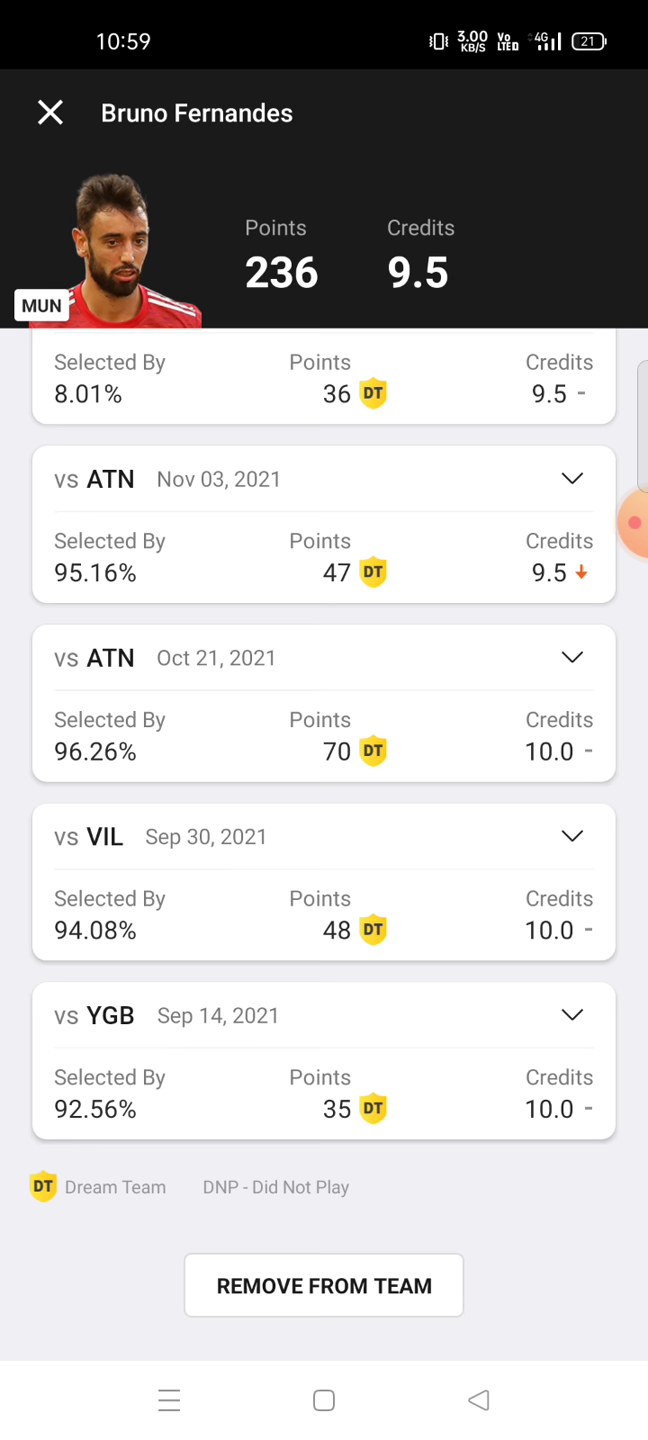 10:59 3.00 KB/S Vo LTE 4G 21
Bruno Fernandes
Points Credits
236 9.5
MUN
Selected By Points Credits
8.01% 36 DT 9.5 -
vs ATN Nov 03, 2021
Selected By Points Credits
95.16% 47 DT 9.5
vs ATN Oct 21, 2021
Selected By Points Credits
96.26% 70 DT 10.0 -
vs VIL Sep 30, 2021
Selected By Points Credits
94.08% 48 DT 10.0 -
vs YGB Sep 14, 2021
Selected By Points Credits
92.56% 35 DT 10.0 -
DT Dream Team DNP - Did Not Play
REMOVE FROM TEAM